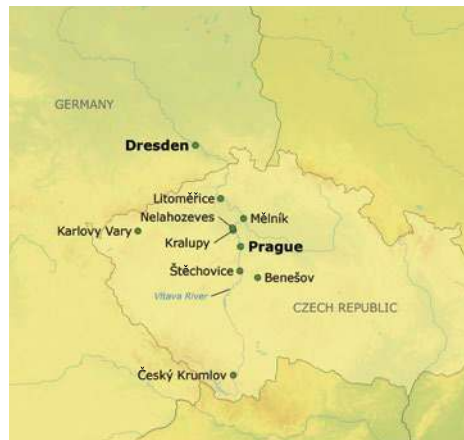 GERMANY
Dresden
Litoměřice
Nelahozeves
Mělník
Karlovy Vary
Kralupy
Prague
Štěchovice
Benešov
Vltava River
CZECH REPUBLIC
Český Krumlov